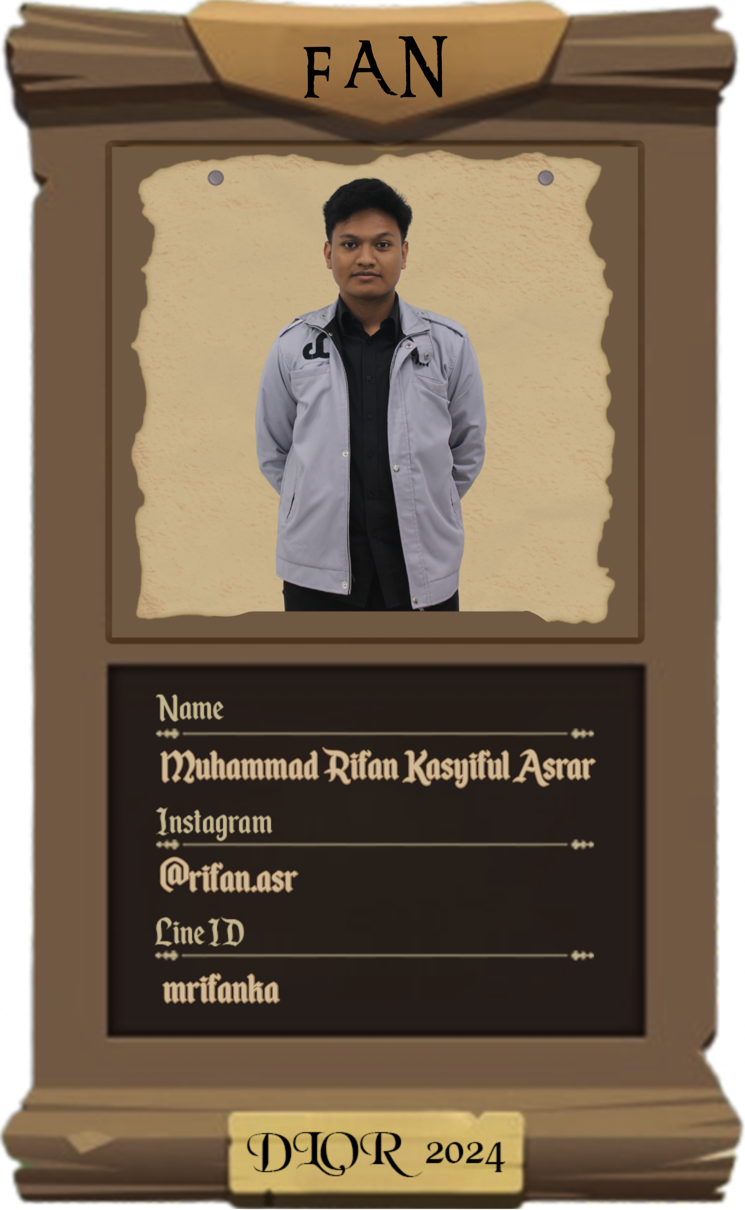 FAN
Name
Muhammad Rifan Kasyiful Asrar
Instagram
@rifan.asr
Line ID
mrifanka
DLOR 2024